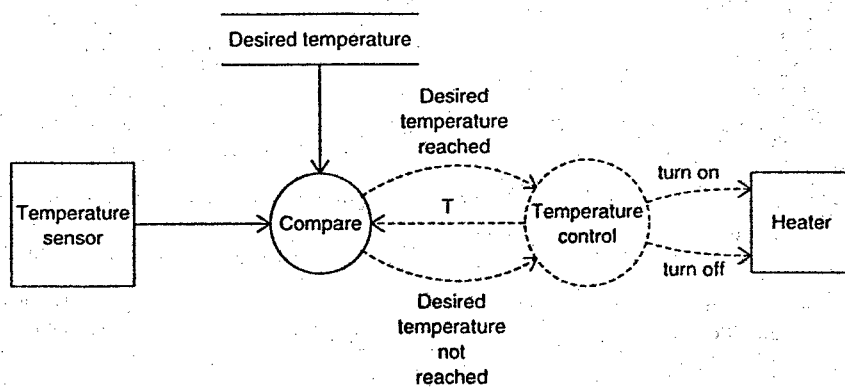 Desired temperature
Desired
temperature
reached
turn on
Temperature
sensor
Compare
T
Temperature
control
Heater
turn off
Desired
temperature
not
reached